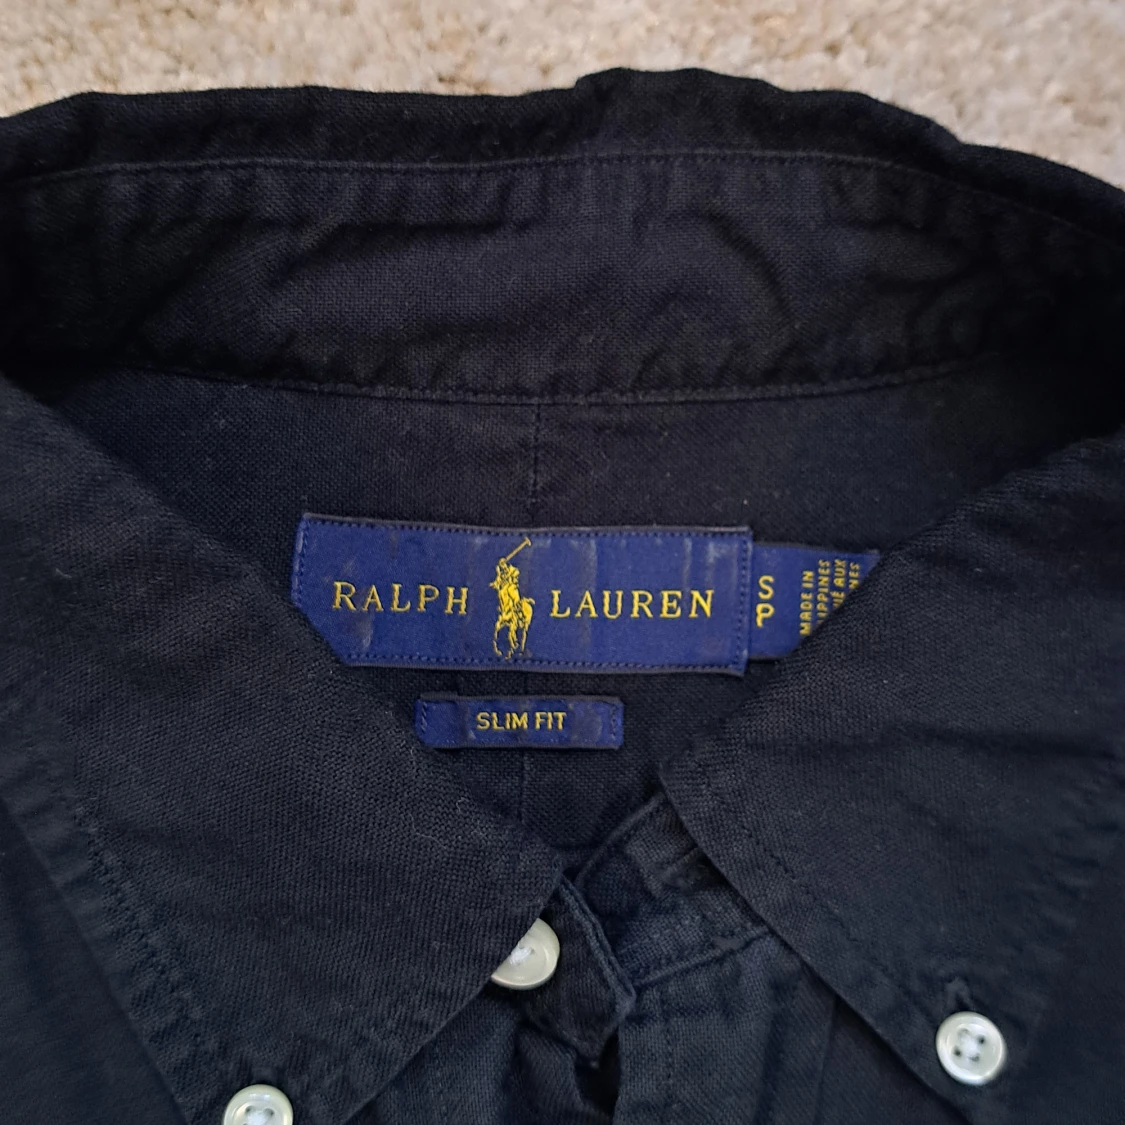 RALPH LAUREN
S
P
MADE IN
SLIM FIT